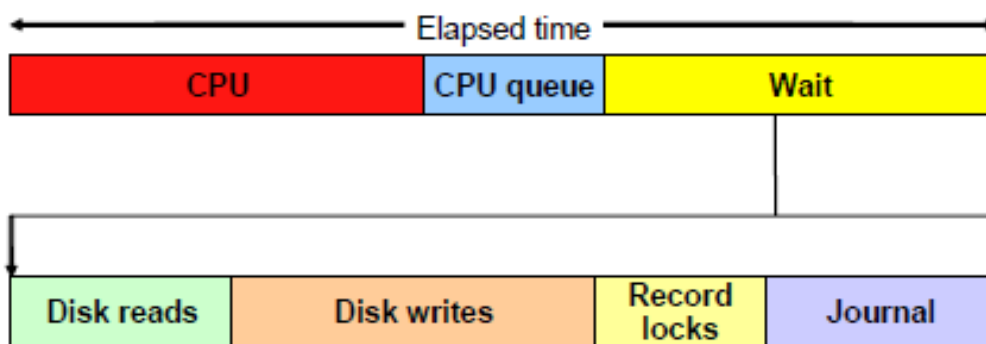 Elapsed time
CPU
CPU queue
Wait
Disk reads
Disk writes
Record
locks
Journal